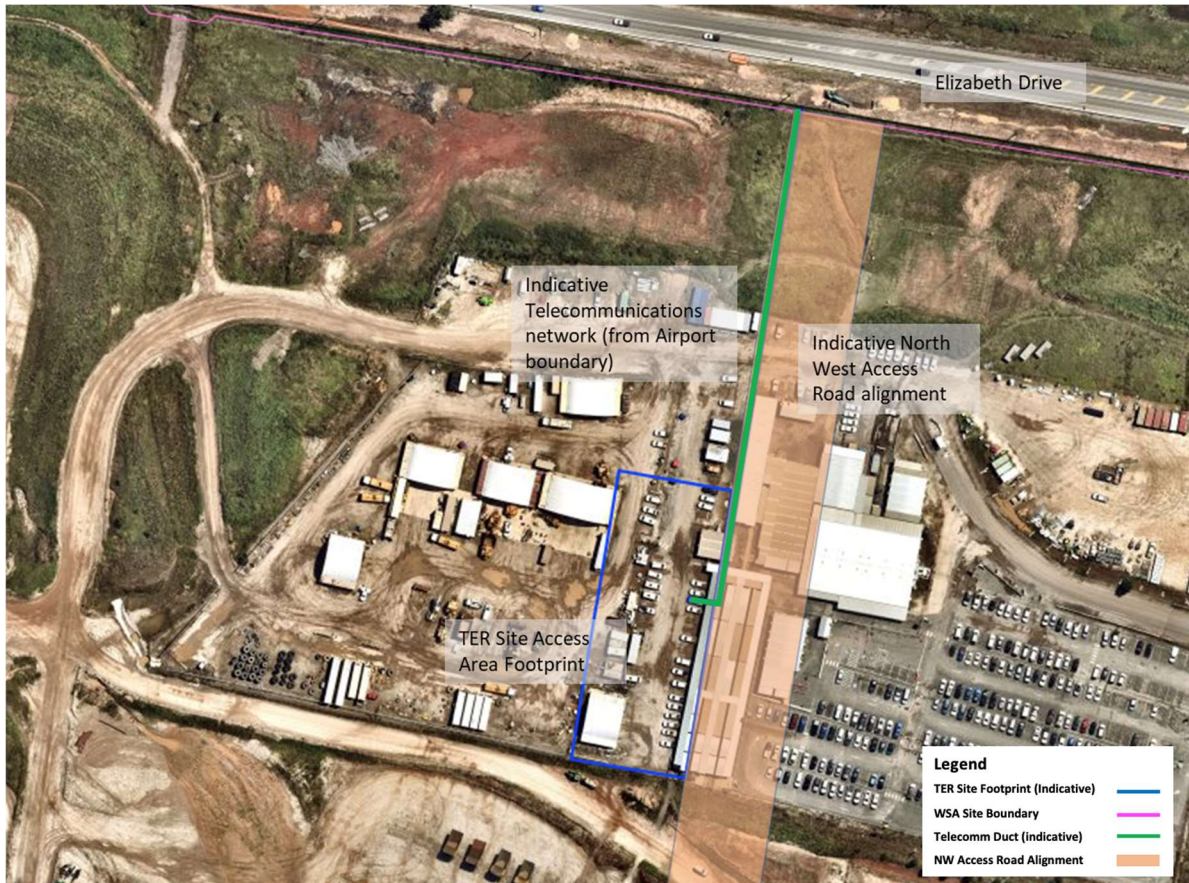 Elizabeth Drive
Indicative
Telecommunications
network (from Airport
boundary)
Indicative North
West Access
Road alignment
TER Site Access
Area Footprint
Legend
TER Site Footprint (Indicative)
WSA Site Boundary
Telecomm Duct (indicative)
NW Access Road Alignment